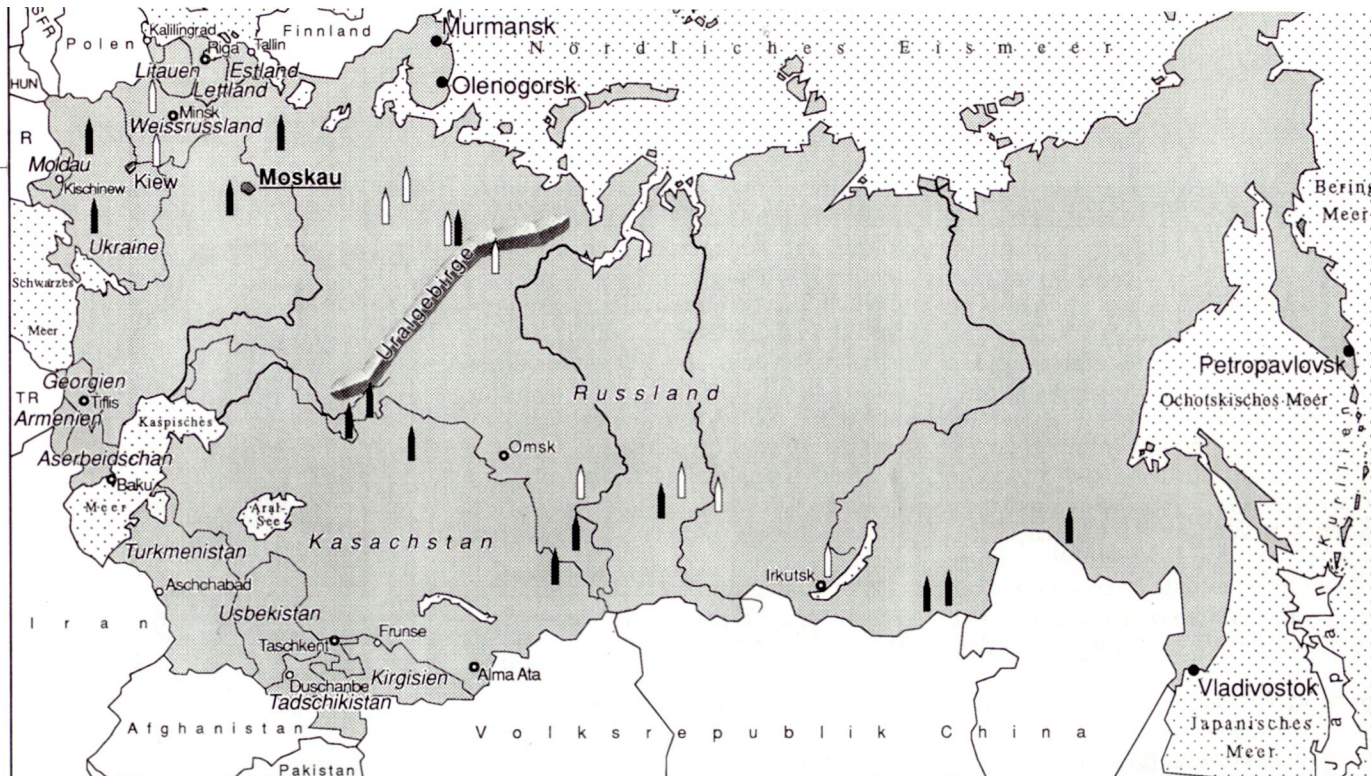 SFR
Polen
Kalilingrad
Riga
Tallin
Finnland
Murmansk
Nördliches Eismeer
HUN
Litauen
Estland
Lettland
Olenogorsk
Minsk
Weissrussland
R
Moldau
Kischinew
Kiew
Moskau
Bering
Meer
Ukraine
Uralgebirge
Schwarzes
Meer
Petropavlovsk
Ochotskisches Meer
Georgien
Tiflis
TR
Armenien
Kaspisches
Russland
Kurilien
Aserbeidschan
Omsk
Baku
Meer
Aral-
See
Kasachstan
Turkmenistan
Aschchabad
Irkutsk
Iran
Usbekistan
Taschkent
Frunse
Kirgisien
Alma Ata
Duschanbe
Tadschikistan
Vladivostok
Afghanistan
Volksrepublik China
Japanisches
Meer
Japan
Pakistan